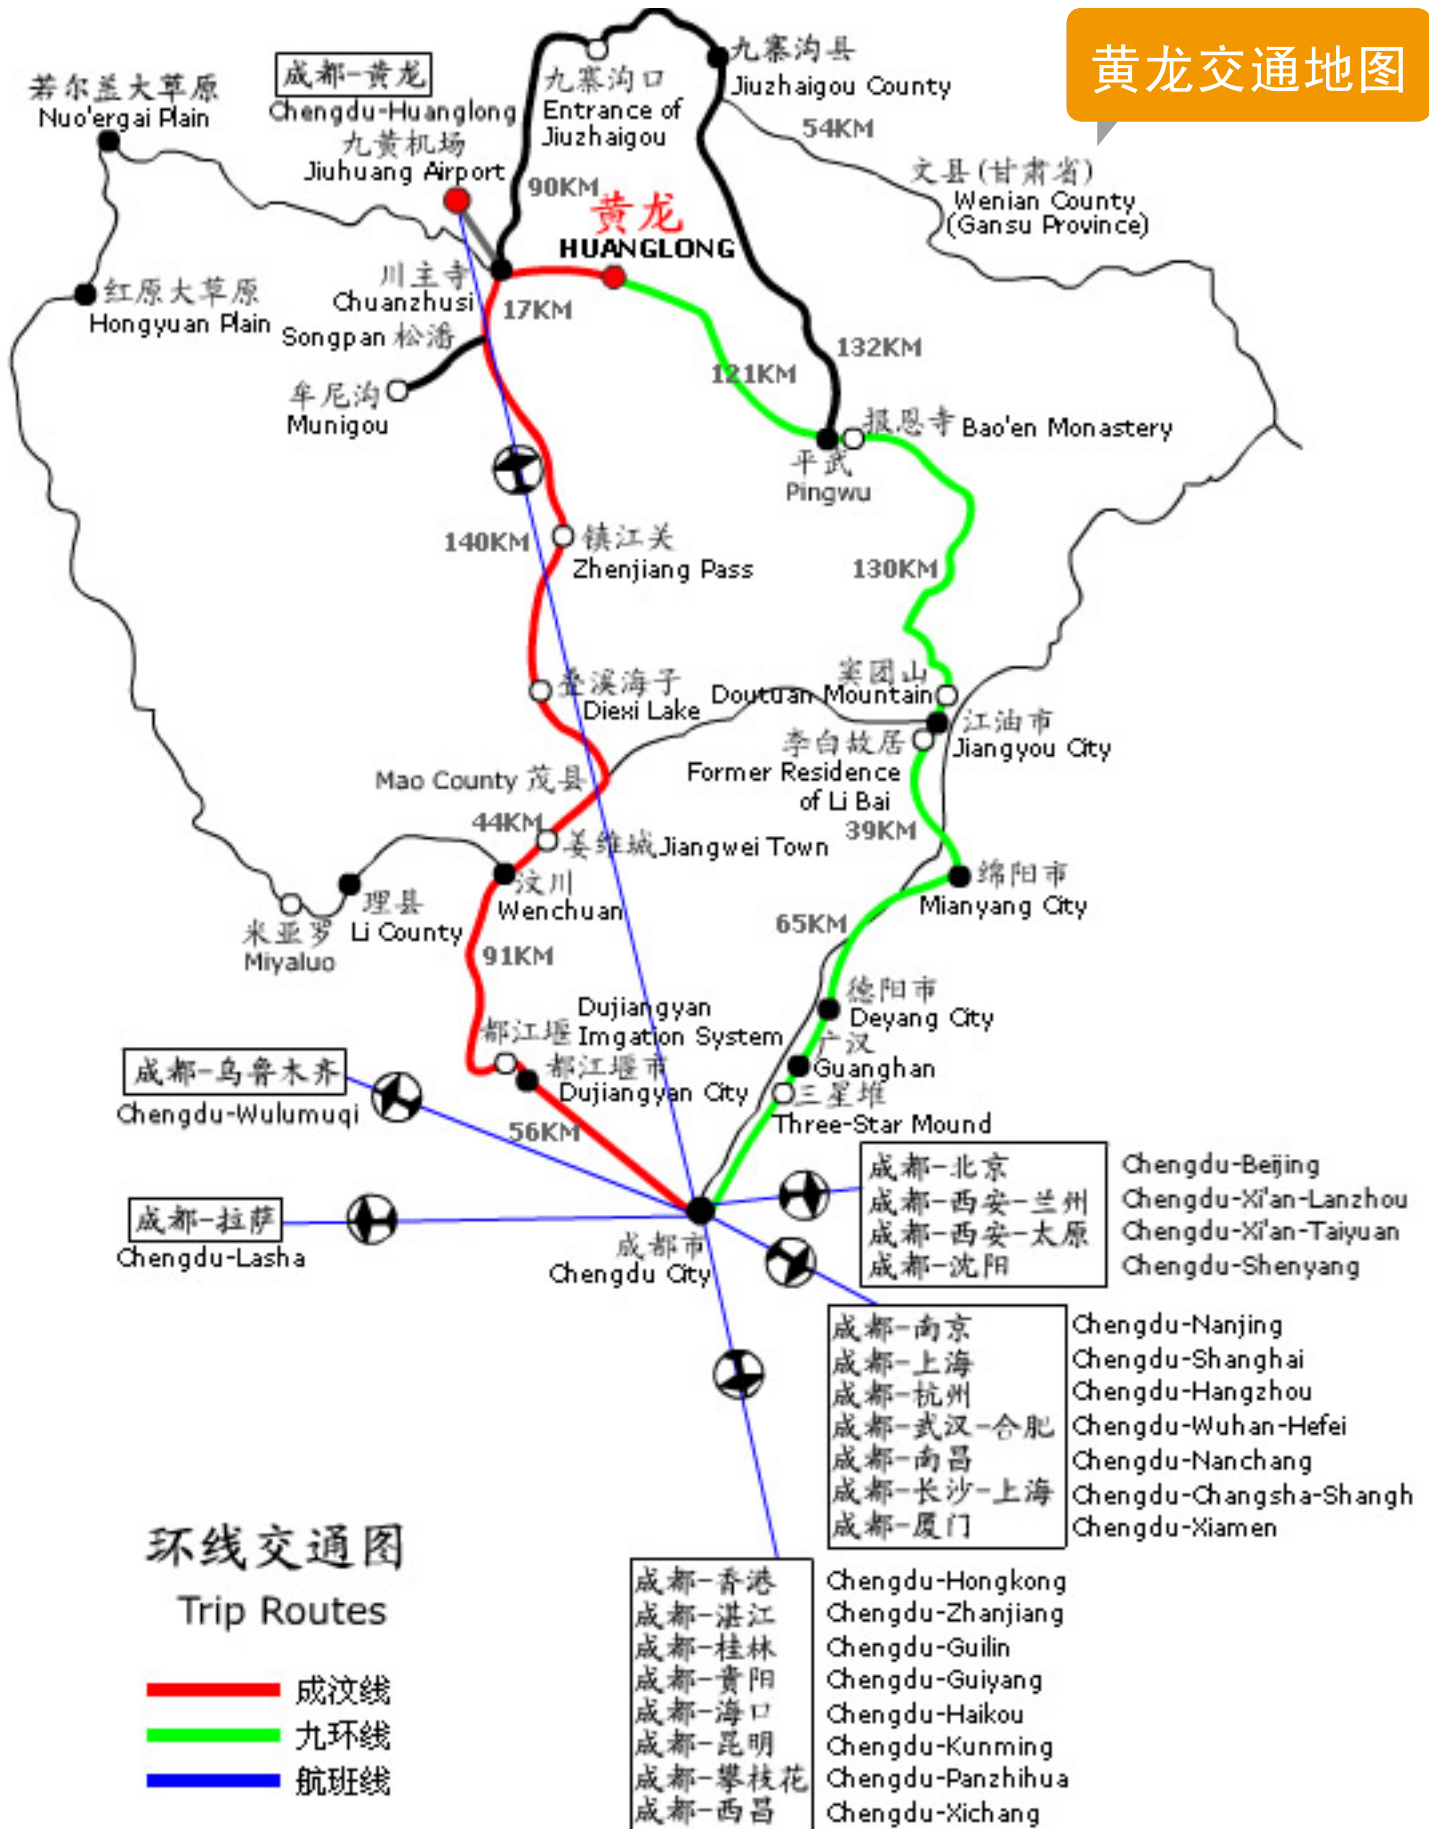 黄龙交通地图
成都-黄龙
Chengdu-Huanglong
九黄机场
Jiuhuang Airport
若尔盖大草原
Nuo'ergai Plain
九寨沟口
Entrance of
Jiuzhaigou
九寨沟县
Jiuzhaigou County
54KM
文县(甘肃省)
Wenian County
(Gansu Province)
90KM
黄龙
HUANGLONG
川主寺
Chuanzhusi
17KM
红原大草原
Hongyuan Plain
Songpan 松潘
牟尼沟
Munigou
132KM
121KM
报恩寺 Bao'en Monastery
平武
Pingwu
140KM
镇江关
Zhenjiang Pass
130KM
叠溪海子
Diexi Lake
窦团山
Doutuan Mountain
江油市
Jiangyou City
李白故居
Former Residence
of Li Bai
Mao County 茂县
44KM
姜维城 Jiangwei Town
39KM
汶川
Wenchuan
绵阳市
Mianyang City
理县
Li County
米亚罗
Miyaluo
91KM
65KM
德阳市
Deyang City
都江堰
Dujiangyan
Imgation System
广汉
Guanghan
都江堰市
Dujiangyan City
三星堆
Three-Star Mound
56KM
成都-乌鲁木齐
Chengdu-Wulumuqi
成都-拉萨
Chengdu-Lasha
成都市
Chengdu City
成都-北京 Chengdu-Beijing
成都-西安-兰州 Chengdu-Xi'an-Lanzhou
成都-西安-太原 Chengdu-Xi'an-Taiyuan
成都-沈阳 Chengdu-Shenyang
成都-南京 Chengdu-Nanjing
成都-上海 Chengdu-Shanghai
成都-杭州 Chengdu-Hangzhou
成都-武汉-合肥 Chengdu-Wuhan-Hefei
成都-南昌 Chengdu-Nanchang
成都-长沙-上海 Chengdu-Changsha-Shangh
成都-厦门 Chengdu-Xiamen
成都-香港 Chengdu-Hongkong
成都-湛江 Chengdu-Zhanjiang
成都-桂林 Chengdu-Guilin
成都-贵阳 Chengdu-Guiyang
成都-海口 Chengdu-Haikou
成都-昆明 Chengdu-Kunming
成都-攀枝花 Chengdu-Panzhihua
成都-西昌 Chengdu-Xichang
环线交通图
Trip Routes
成汶线
九环线
航班线